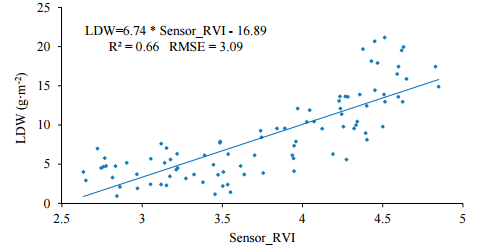 25
20
15
10
5
0
LDW (g·m⁻²)
LDW=6.74 * Sensor_RVI - 16.89
R² = 0.66 RMSE = 3.09
2.5 3 3.5 4 4.5 5
Sensor_RVI